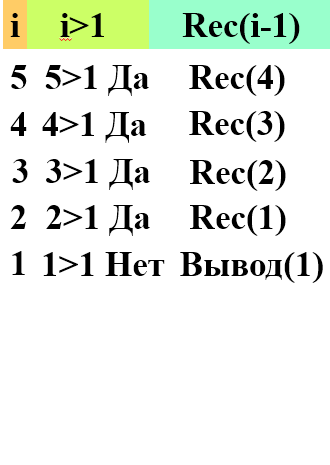 i i>1 Rec(i-1)
5 5>1 Да Rec(4)
4 4>1 Да Rec(3)
3 3>1 Да Rec(2)
2 2>1 Да Rec(1)
1 1>1 Нет Вывод(1)